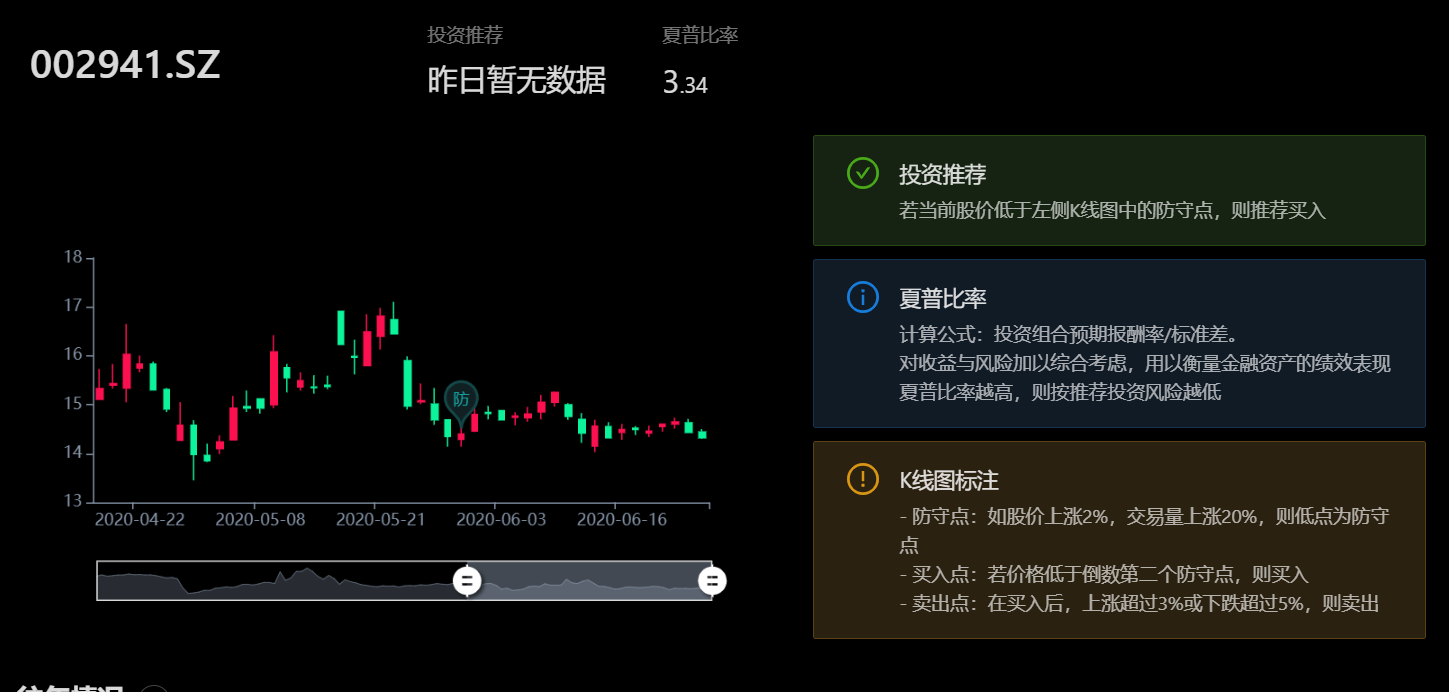 002941.SZ
投资推荐
昨日暂无数据
夏普比率
3.34
投资推荐
若当前股价低于左侧K线图中的防守点，则推荐买入
18
17
16
15
14
13
防
2020-04-22
2020-05-08
2020-05-21
2020-06-03
2020-06-16
夏普比率
计算公式：投资组合预期报酬率/标准差。
对收益与风险加以综合考虑，用以衡量金融资产的绩效表现
夏普比率越高，则按推荐投资风险越低
K线图标注
- 防守点：如股价上涨2%，交易量上涨20%，则低点为防守
点
- 买入点：若价格低于倒数第二个防守点，则买入
- 卖出点：在买入后，上涨超过3%或下跌超过5%，则卖出